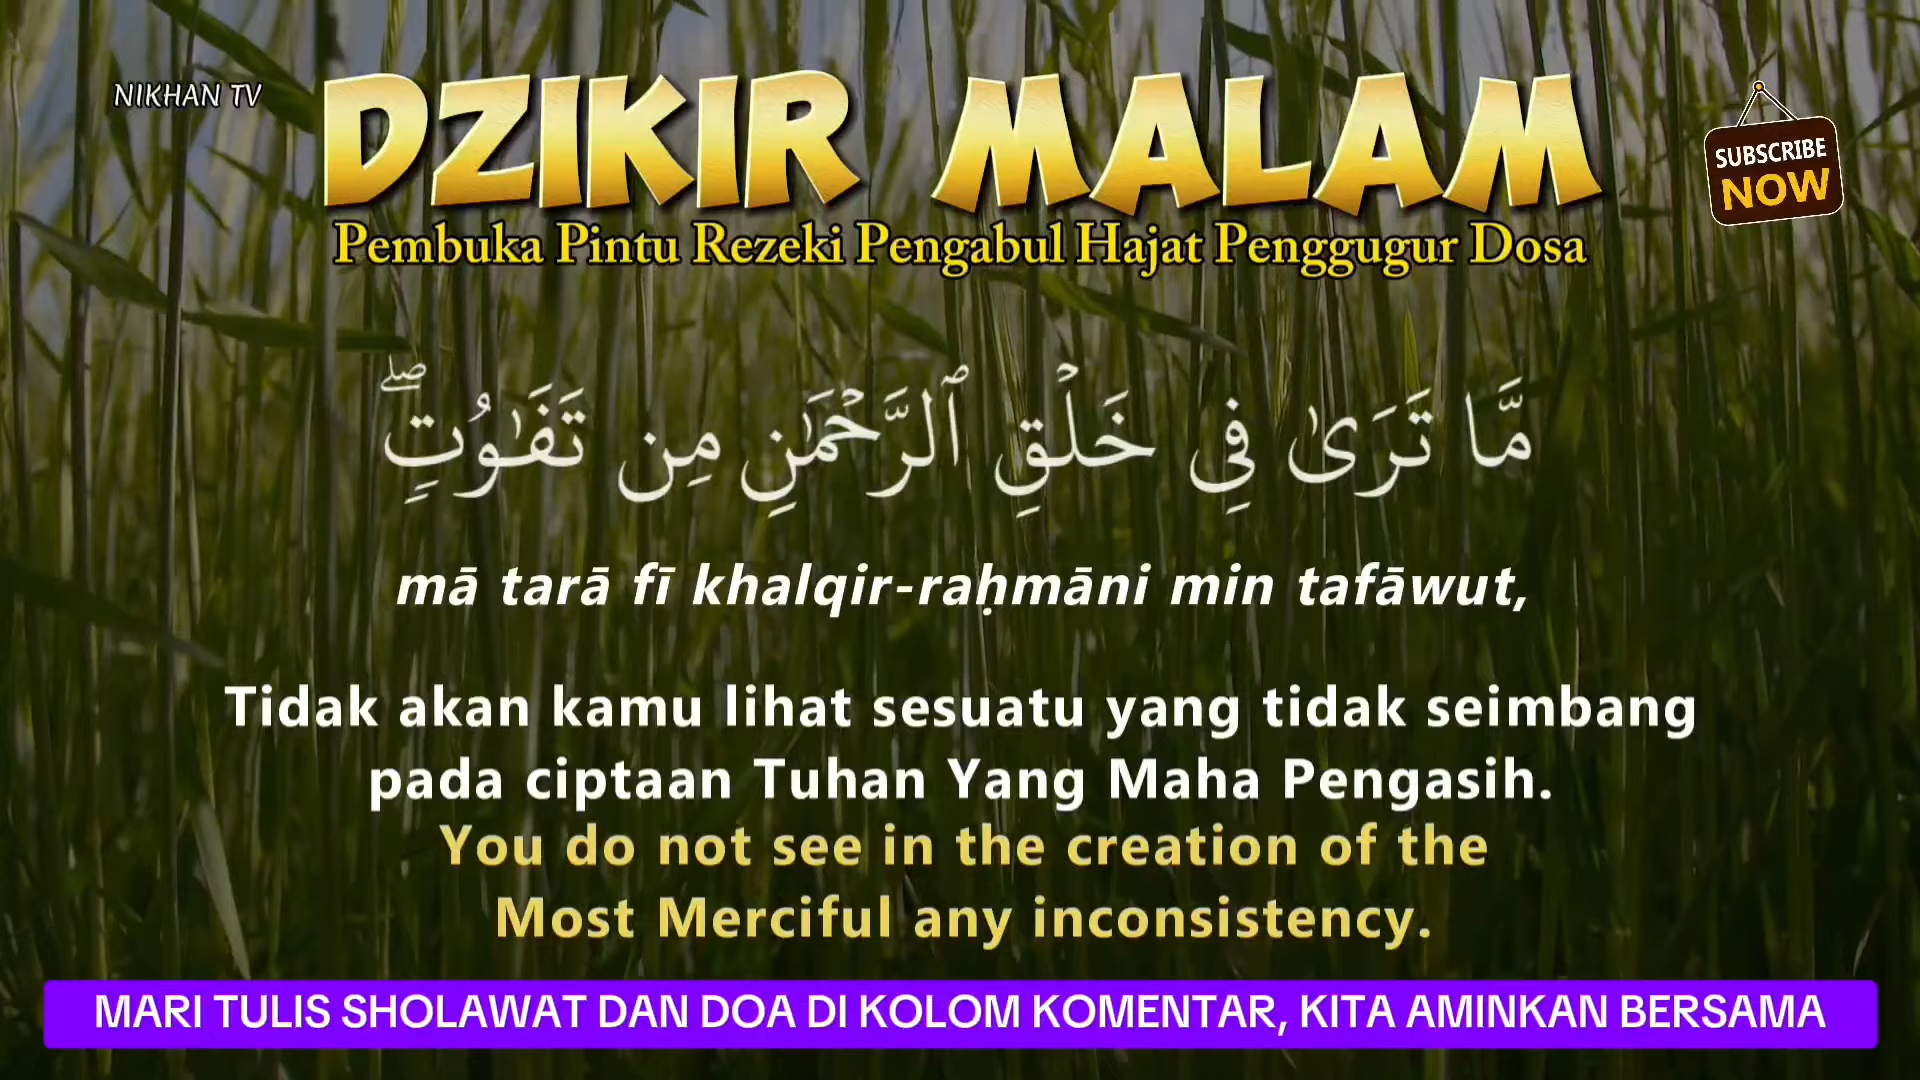 NIKHAN TV
DZIKIR MALAM
SUBSCRIBE
NOW
Pembuka Pintu Rezeki Pengabul Hajat Penggugur Dosa
مَّا تَرَىٰ فِي خَلْقِ ٱلرَّحْمَـٰنِ مِن تَفَـٰوُتٍۖ
mā tarā fī khalqir-raḥmāni min tafāwut,
Tidak akan kamu lihat sesuatu yang tidak seimbang
pada ciptaan Tuhan Yang Maha Pengasih.
You do not see in the creation of the
Most Merciful any inconsistency.
MARI TULIS SHOLAWAT DAN DOA DI KOLOM KOMENTAR, KITA AMINKAN BERSAMA